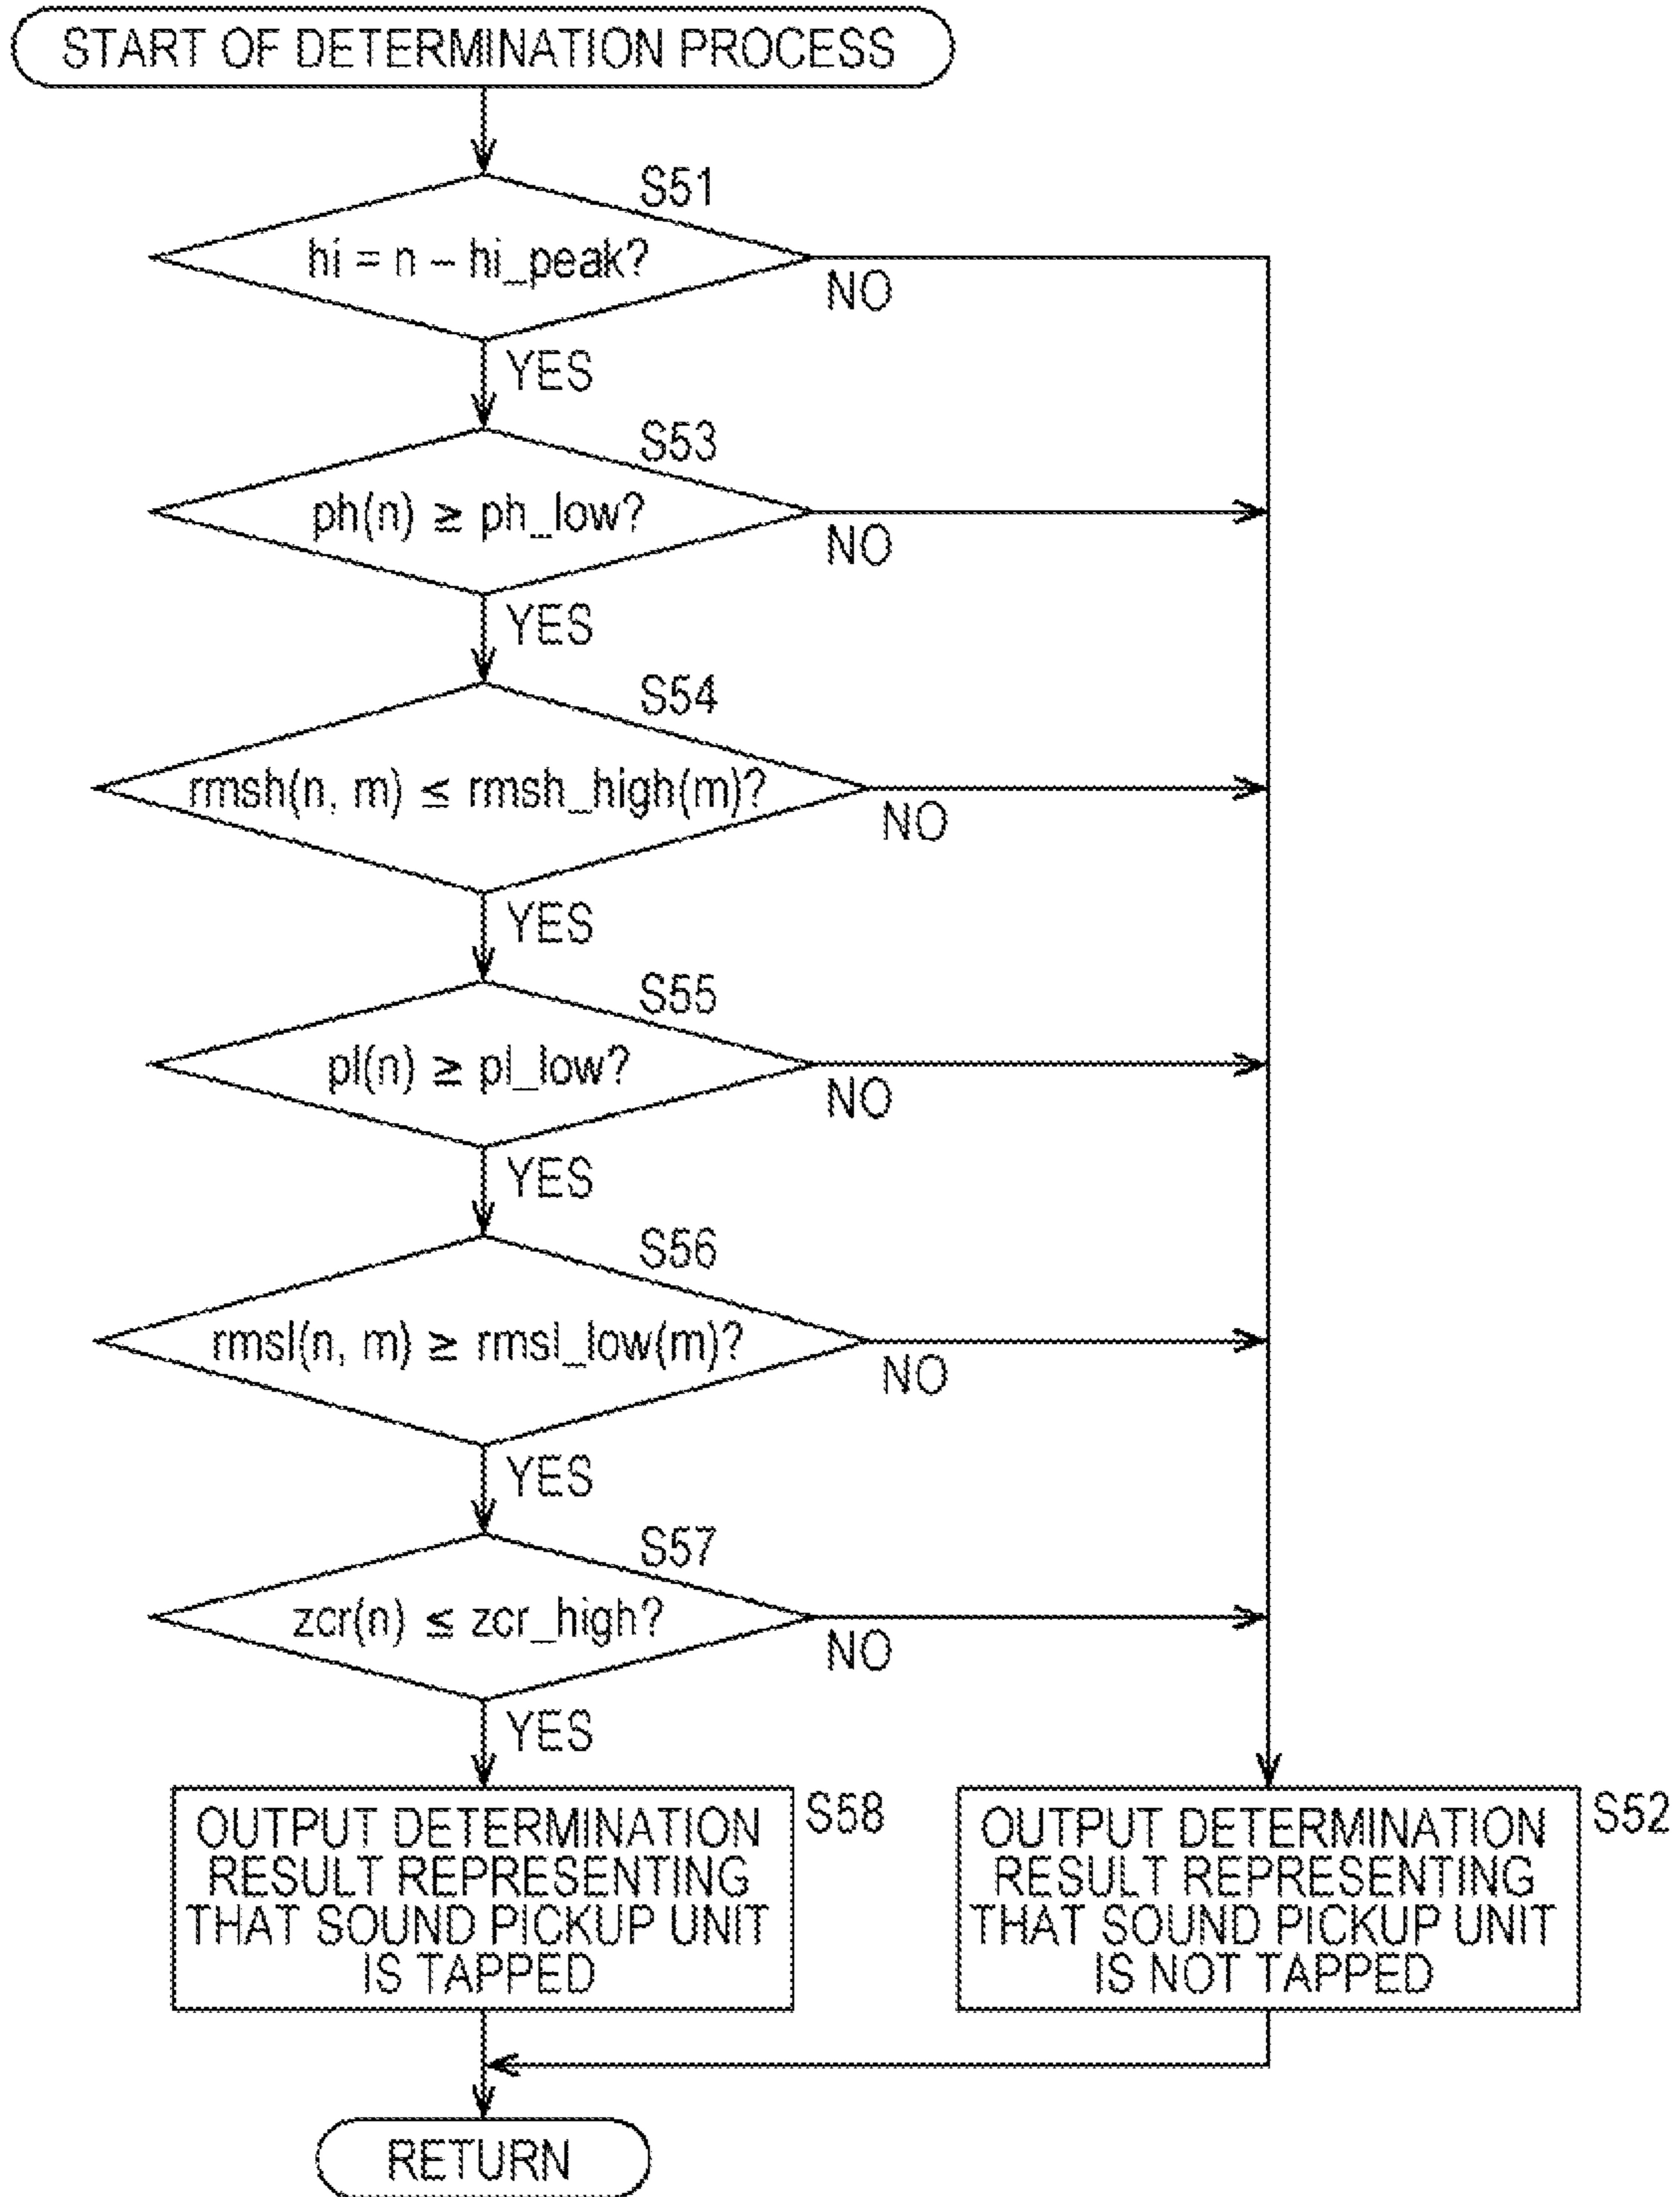 START OF DETERMINATION PROCESS
S51
hi = n – hi_peak?
NO
YES
S53
ph(n) ≧ ph_low?
NO
YES
S54
rmsh(n, m) ≦ rmsh_high(m)?
NO
YES
S55
pl(n) ≧ pl_low?
NO
YES
S56
rmsl(n, m) ≧ rmsl_low(m)?
NO
YES
S57
zcr(n) ≦ zcr_high?
NO
YES
OUTPUT DETERMINATION
RESULT REPRESENTING
THAT SOUND PICKUP UNIT
IS TAPPED
S58
OUTPUT DETERMINATION
RESULT REPRESENTING
THAT SOUND PICKUP UNIT
IS NOT TAPPED
S52
RETURN